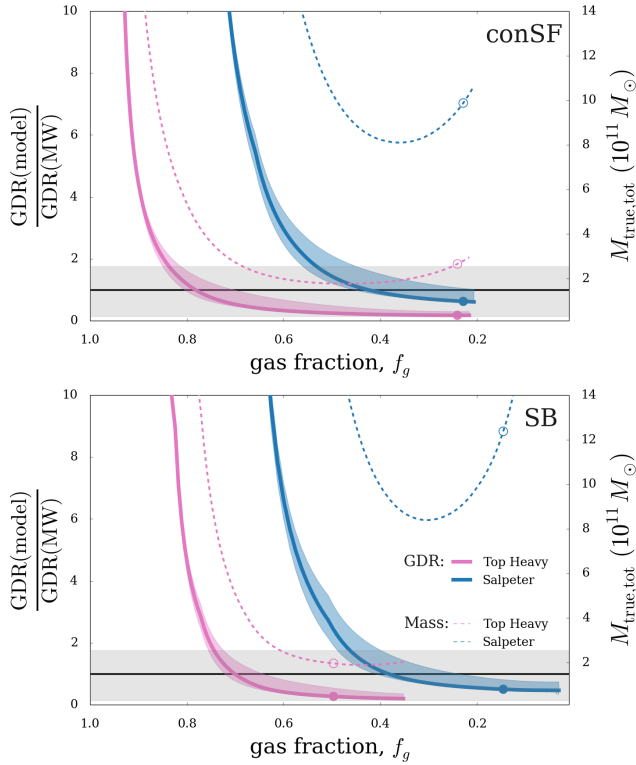 conSF
10
8
6
4
2
0
14
12
10
8
6
4
2
GDR(model)
GDR(MW)
M_true,tot (10^11 M_⊙)
1.0 0.8 0.6 0.4 0.2
gas fraction, f_g
SB
10
8
6
4
2
0
14
12
10
8
6
4
2
GDR(model)
GDR(MW)
M_true,tot (10^11 M_⊙)
GDR: Top Heavy
Salpeter
Mass: Top Heavy
Salpeter
1.0 0.8 0.6 0.4 0.2
gas fraction, f_g